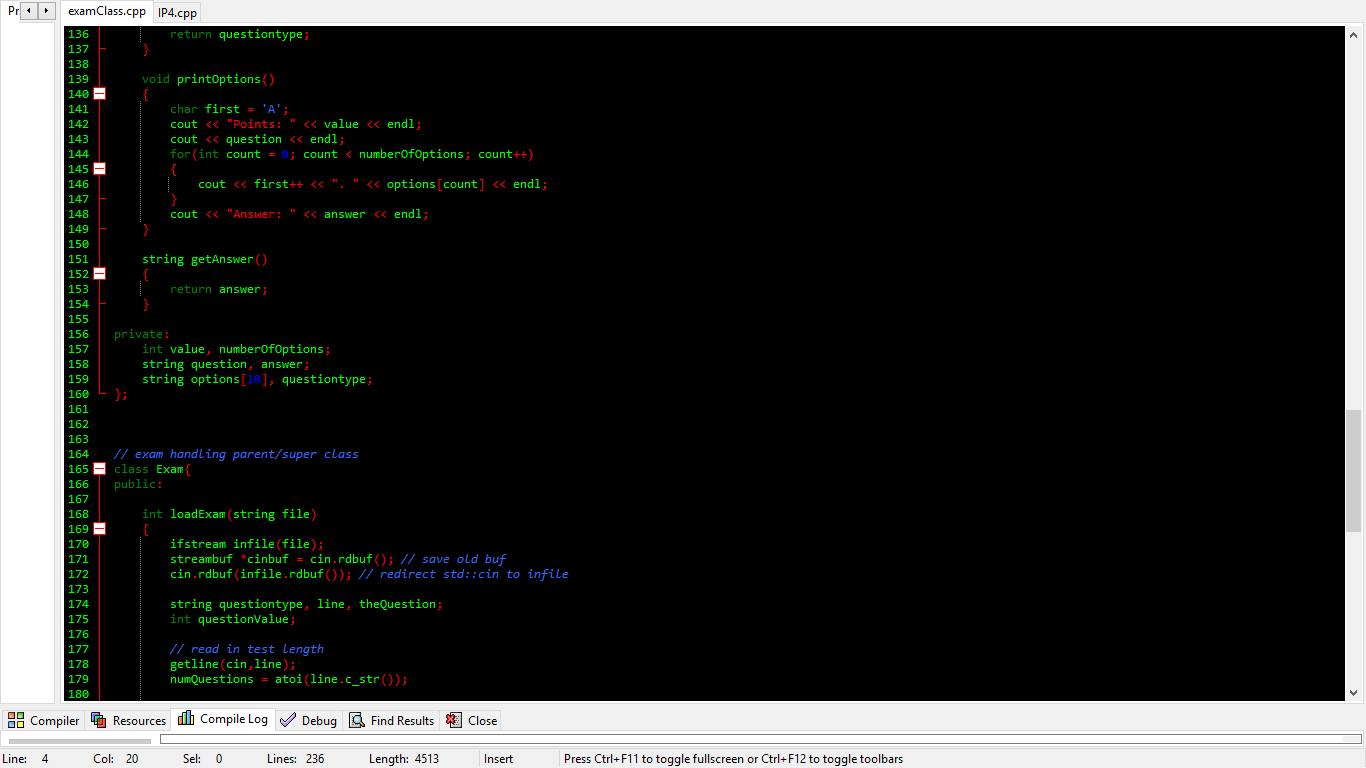 Pr examClass.cpp IP4.cpp
136 return questiontype;
137 }
138
139 void printOptions()
140 {
141 char first = 'A';
142 cout << "Points: " << value << endl;
143 cout << question << endl;
144 for(int count = 0; count < numberOfOptions; count++)
145 {
146 cout << first++ << ". " << options[count] << endl;
147 }
148 cout << "Answer: " << answer << endl;
149 }
150
151 string getAnswer()
152 {
153 return answer;
154 }
155
156 private:
157 int value, numberOfOptions;
158 string question, answer;
159 string options[10], questiontype;
160 };
161
162
163
164 // exam handling parent/super class
165 class Exam{
166 public:
167
168 int loadExam(string file)
169 {
170 ifstream infile(file);
171 streambuf *cinbuf = cin.rdbuf(); // save old buf
172 cin.rdbuf(infile.rdbuf()); // redirect std::cin to infile
173
174 string questiontype, line, theQuestion;
175 int questionValue;
176
177 // read in test length
178 getline(cin,line);
179 numQuestions = atoi(line.c_str());
180
Compiler Resources Compile Log Debug Find Results Close
Line: 4 Col: 20 Sel: 0 Lines: 236 Length: 4513 Insert Press Ctrl+F11 to toggle fullscreen or Ctrl+F12 to toggle toolbars